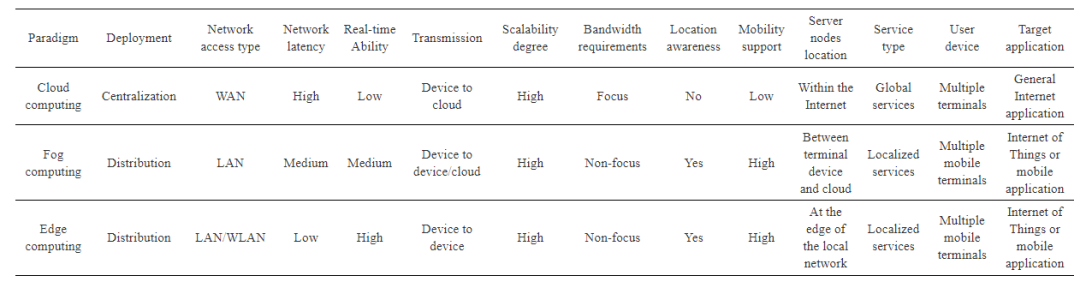 Paradigm Deployment Network access type Network latency Real-time Ability Transmission Scalability degree Bandwidth requirements Location awareness Mobility support Server nodes location Service type User device Target application
Cloud computing Centralization WAN High Low Device to cloud High Focus No Low Within the Internet Global services Multiple terminals General Internet application
Fog computing Distribution LAN Medium Medium Device to device/cloud High Non-focus Yes High Between terminal device and cloud Localized services Multiple mobile terminals Internet of Things or mobile application
Edge computing Distribution LAN/WLAN Low High Device to device High Non-focus Yes High At the edge of the local network Localized services Multiple mobile terminals Internet of Things or mobile application